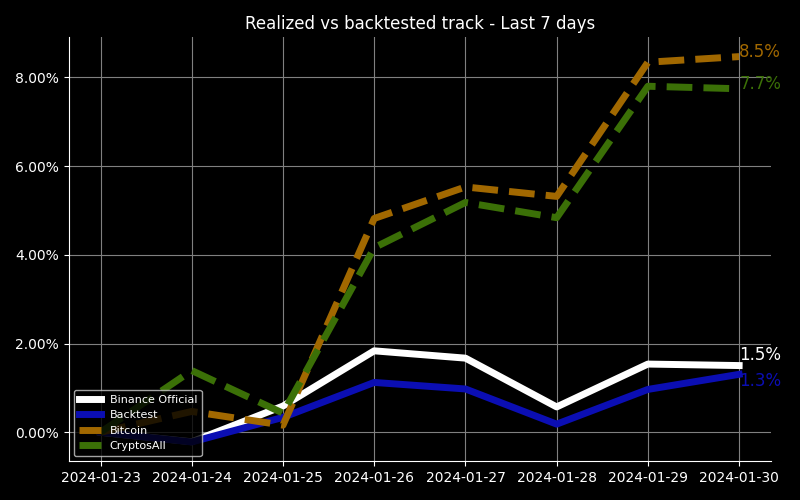 Realized vs backtested track - Last 7 days
8.5%
8.00%
7.7%
6.00%
4.00%
2.00%
1.5%
1.3%
Binance Official
Backtest
Bitcoin
CryptosAll
0.00%
2024-01-23 2024-01-24 2024-01-25 2024-01-26 2024-01-27 2024-01-28 2024-01-29 2024-01-30